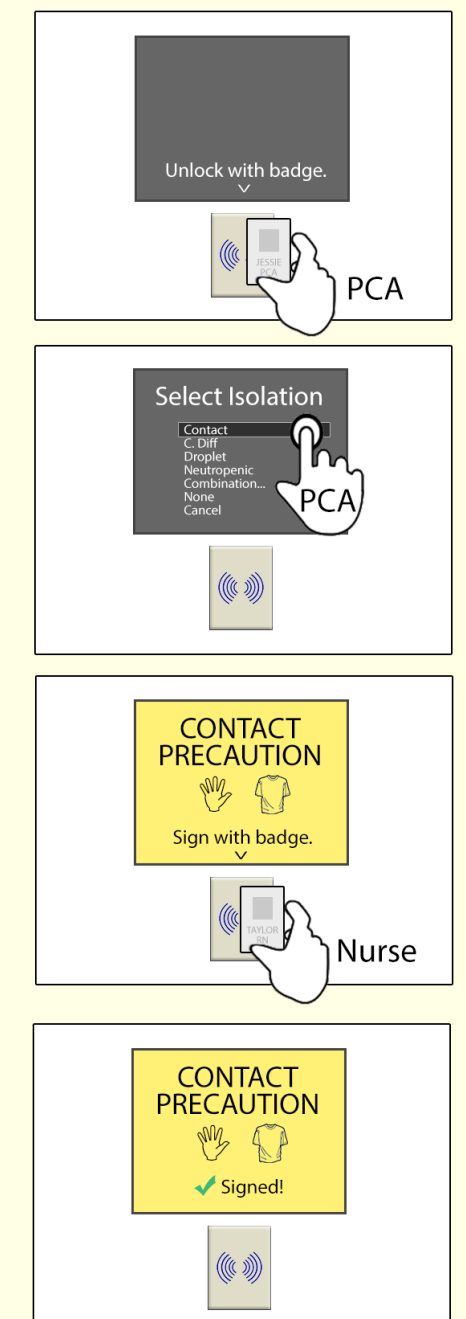 Unlock with badge.
JESSIE
PCA
PCA
Select Isolation
Contact
C. Diff
Droplet
Neutropenic
Combination...
None
Cancel
PCA
CONTACT
PRECAUTION
Sign with badge.
TAYLOR
RN
Nurse
CONTACT
PRECAUTION
Signed!